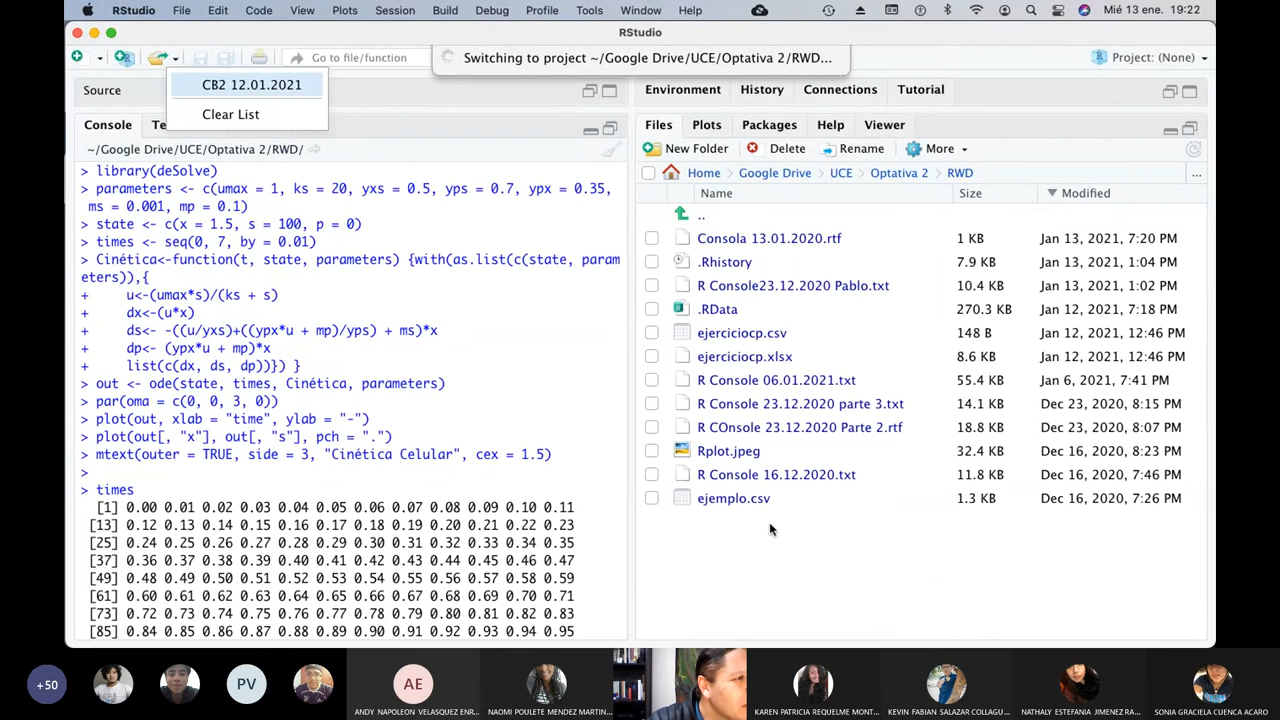 RStudio File Edit Code View Plots Session Build Debug Profile Tools Window Help Mié 13 ene. 19:22
RStudio
Go to file/function
Switching to project ~/Google Drive/UCE/Optativa 2/RWD...
Project: (None)
CB2 12.01.2021
Clear List
Source
Console Te
~/Google Drive/UCE/Optativa 2/RWD/
> library(deSolve)
> parameters <- c(umax = 1, ks = 20, yxs = 0.5, yps = 0.7, ypx = 0.35,
ms = 0.001, mp = 0.1)
> state <- c(x = 1.5, s = 100, p = 0)
> times <- seq(0, 7, by = 0.01)
> Cinética<-function(t, state, parameters) {with(as.list(c(state, param
eters)),{
+     u<-(umax*s)/(ks + s)
+     dx<-(u*x)
+     ds<- -((u/yxs)+((ypx*u + mp)/yps) + ms)*x
+     dp<- (ypx*u + mp)*x
+     list(c(dx, ds, dp))}) }
> out <- ode(state, times, Cinética, parameters)
> par(oma = c(0, 0, 3, 0))
> plot(out, xlab = "time", ylab = "-")
> plot(out[, "x"], out[, "s"], pch = ".")
> mtext(outer = TRUE, side = 3, "Cinética Celular", cex = 1.5)
>
> times
[1] 0.00 0.01 0.02 0.03 0.04 0.05 0.06 0.07 0.08 0.09 0.10 0.11
[13] 0.12 0.13 0.14 0.15 0.16 0.17 0.18 0.19 0.20 0.21 0.22 0.23
[25] 0.24 0.25 0.26 0.27 0.28 0.29 0.30 0.31 0.32 0.33 0.34 0.35
[37] 0.36 0.37 0.38 0.39 0.40 0.41 0.42 0.43 0.44 0.45 0.46 0.47
[49] 0.48 0.49 0.50 0.51 0.52 0.53 0.54 0.55 0.56 0.57 0.58 0.59
[61] 0.60 0.61 0.62 0.63 0.64 0.65 0.66 0.67 0.68 0.69 0.70 0.71
[73] 0.72 0.73 0.74 0.75 0.76 0.77 0.78 0.79 0.80 0.81 0.82 0.83
[85] 0.84 0.85 0.86 0.87 0.88 0.89 0.90 0.91 0.92 0.93 0.94 0.95
Environment History Connections Tutorial
Files Plots Packages Help Viewer
New Folder Delete Rename More
Home Google Drive UCE Optativa 2 RWD ...
Name Size Modified
..
Consola 13.01.2020.rtf 1 KB Jan 13, 2021, 7:20 PM
.Rhistory 7.9 KB Jan 13, 2021, 1:04 PM
R Console23.12.2020 Pablo.txt 10.4 KB Jan 13, 2021, 1:02 PM
.RData 270.3 KB Jan 12, 2021, 7:18 PM
ejerciciocp.csv 148 B Jan 12, 2021, 12:46 PM
ejerciciocp.xlsx 8.6 KB Jan 12, 2021, 12:46 PM
R Console 06.01.2021.txt 55.4 KB Jan 6, 2021, 7:41 PM
R Console 23.12.2020 parte 3.txt 14.1 KB Dec 23, 2020, 8:15 PM
R COnsole 23.12.2020 Parte 2.rtf 18.8 KB Dec 23, 2020, 8:07 PM
Rplot.jpeg 32.4 KB Dec 16, 2020, 8:23 PM
R Console 16.12.2020.txt 11.8 KB Dec 16, 2020, 7:46 PM
ejemplo.csv 1.3 KB Dec 16, 2020, 7:26 PM
+50
PV
AE
ANDY NAPOLEON VELASQUEZ ENR...
NAOMI POULETE MENDEZ MARTIN...
KAREN PATRICIA REQUELME MONT...
KEVIN FABIAN SALAZAR COLLAGU...
NATHALY ESTEFANIA JIMENEZ RA...
SONIA GRACIELA CUENCA ACARO